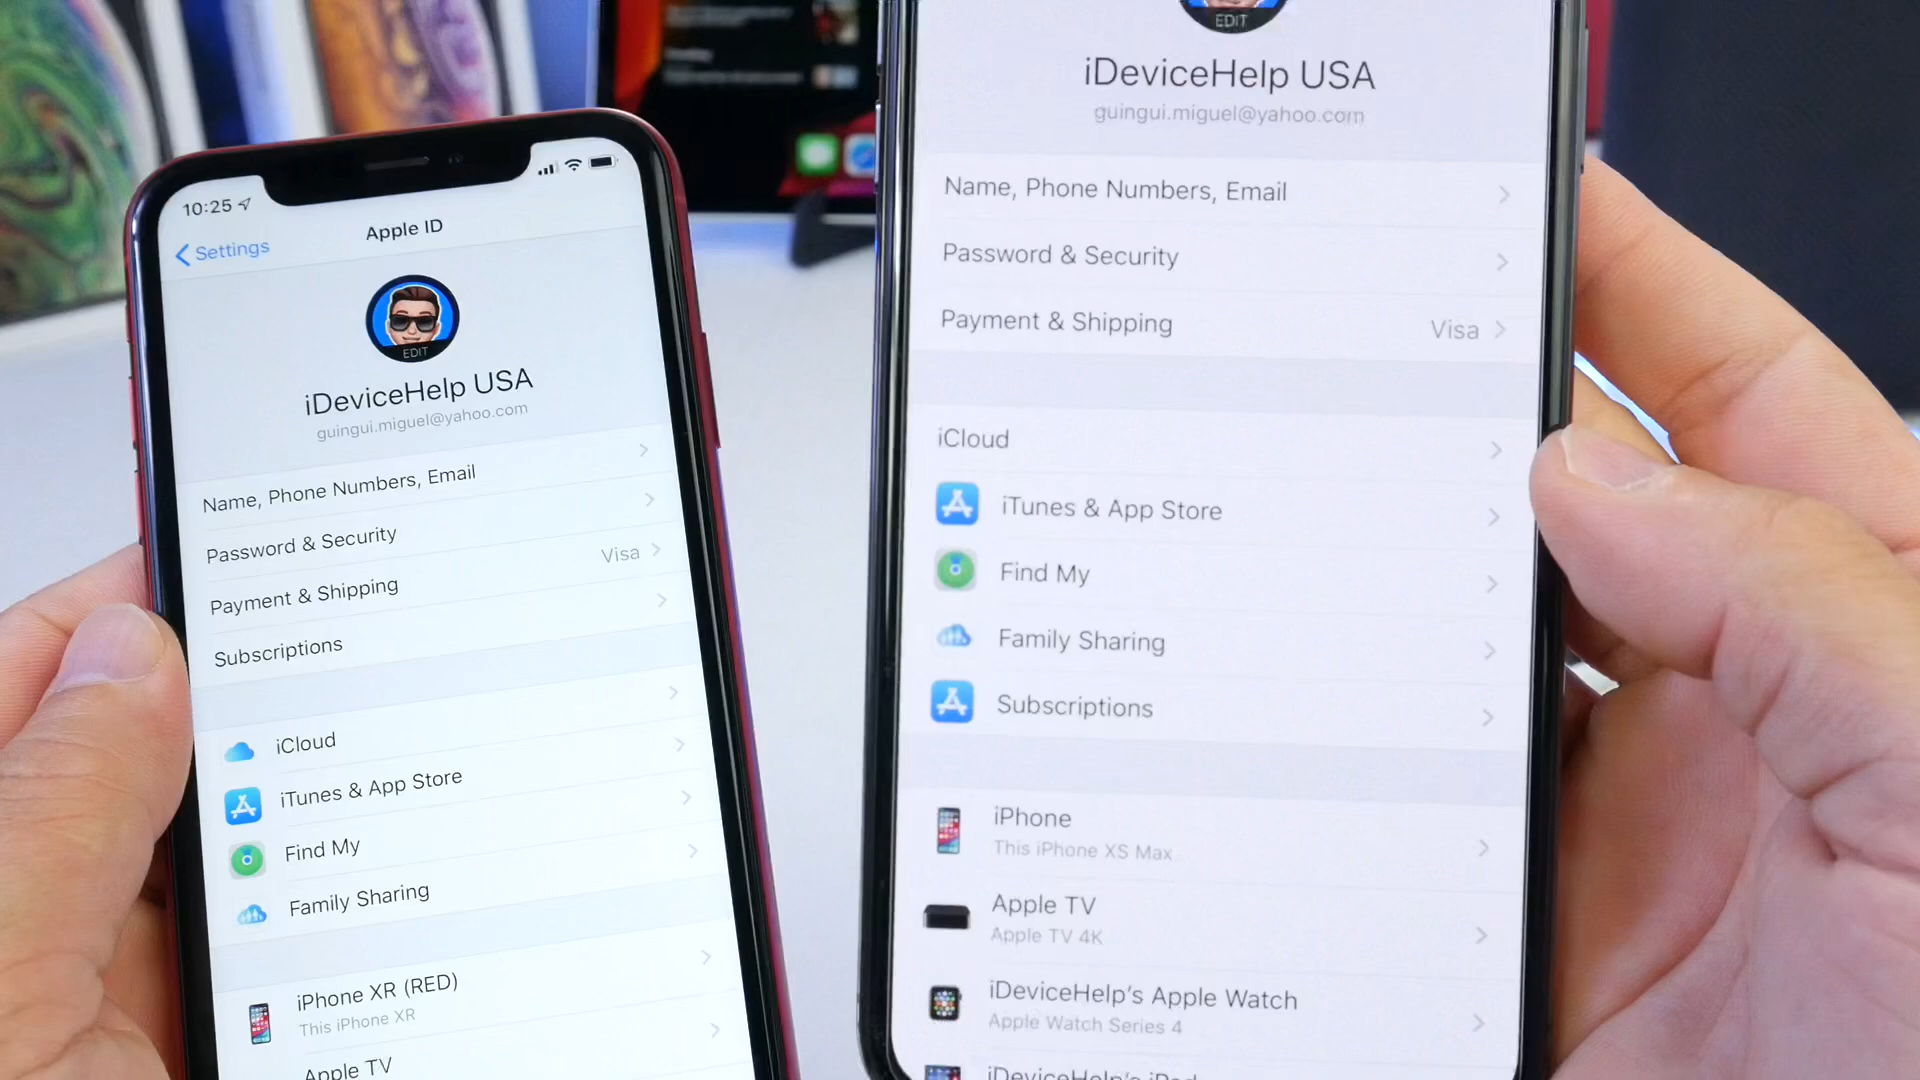 10:25
Settings
Apple ID
EDIT
iDeviceHelp USA
guingui.miguel@yahoo.com
Name, Phone Numbers, Email
Password & Security
Payment & Shipping
Visa
Subscriptions
iCloud
iTunes & App Store
Find My
Family Sharing
iPhone XR (RED)
This iPhone XR
Apple TV
EDIT
iDeviceHelp USA
guingui.miguel@yahoo.com
Name, Phone Numbers, Email
Password & Security
Payment & Shipping
Visa
iCloud
iTunes & App Store
Find My
Family Sharing
Subscriptions
iPhone
This iPhone XS Max
Apple TV
Apple TV 4K
iDeviceHelp's Apple Watch
Apple Watch Series 4
iDeviceHelp's iPad